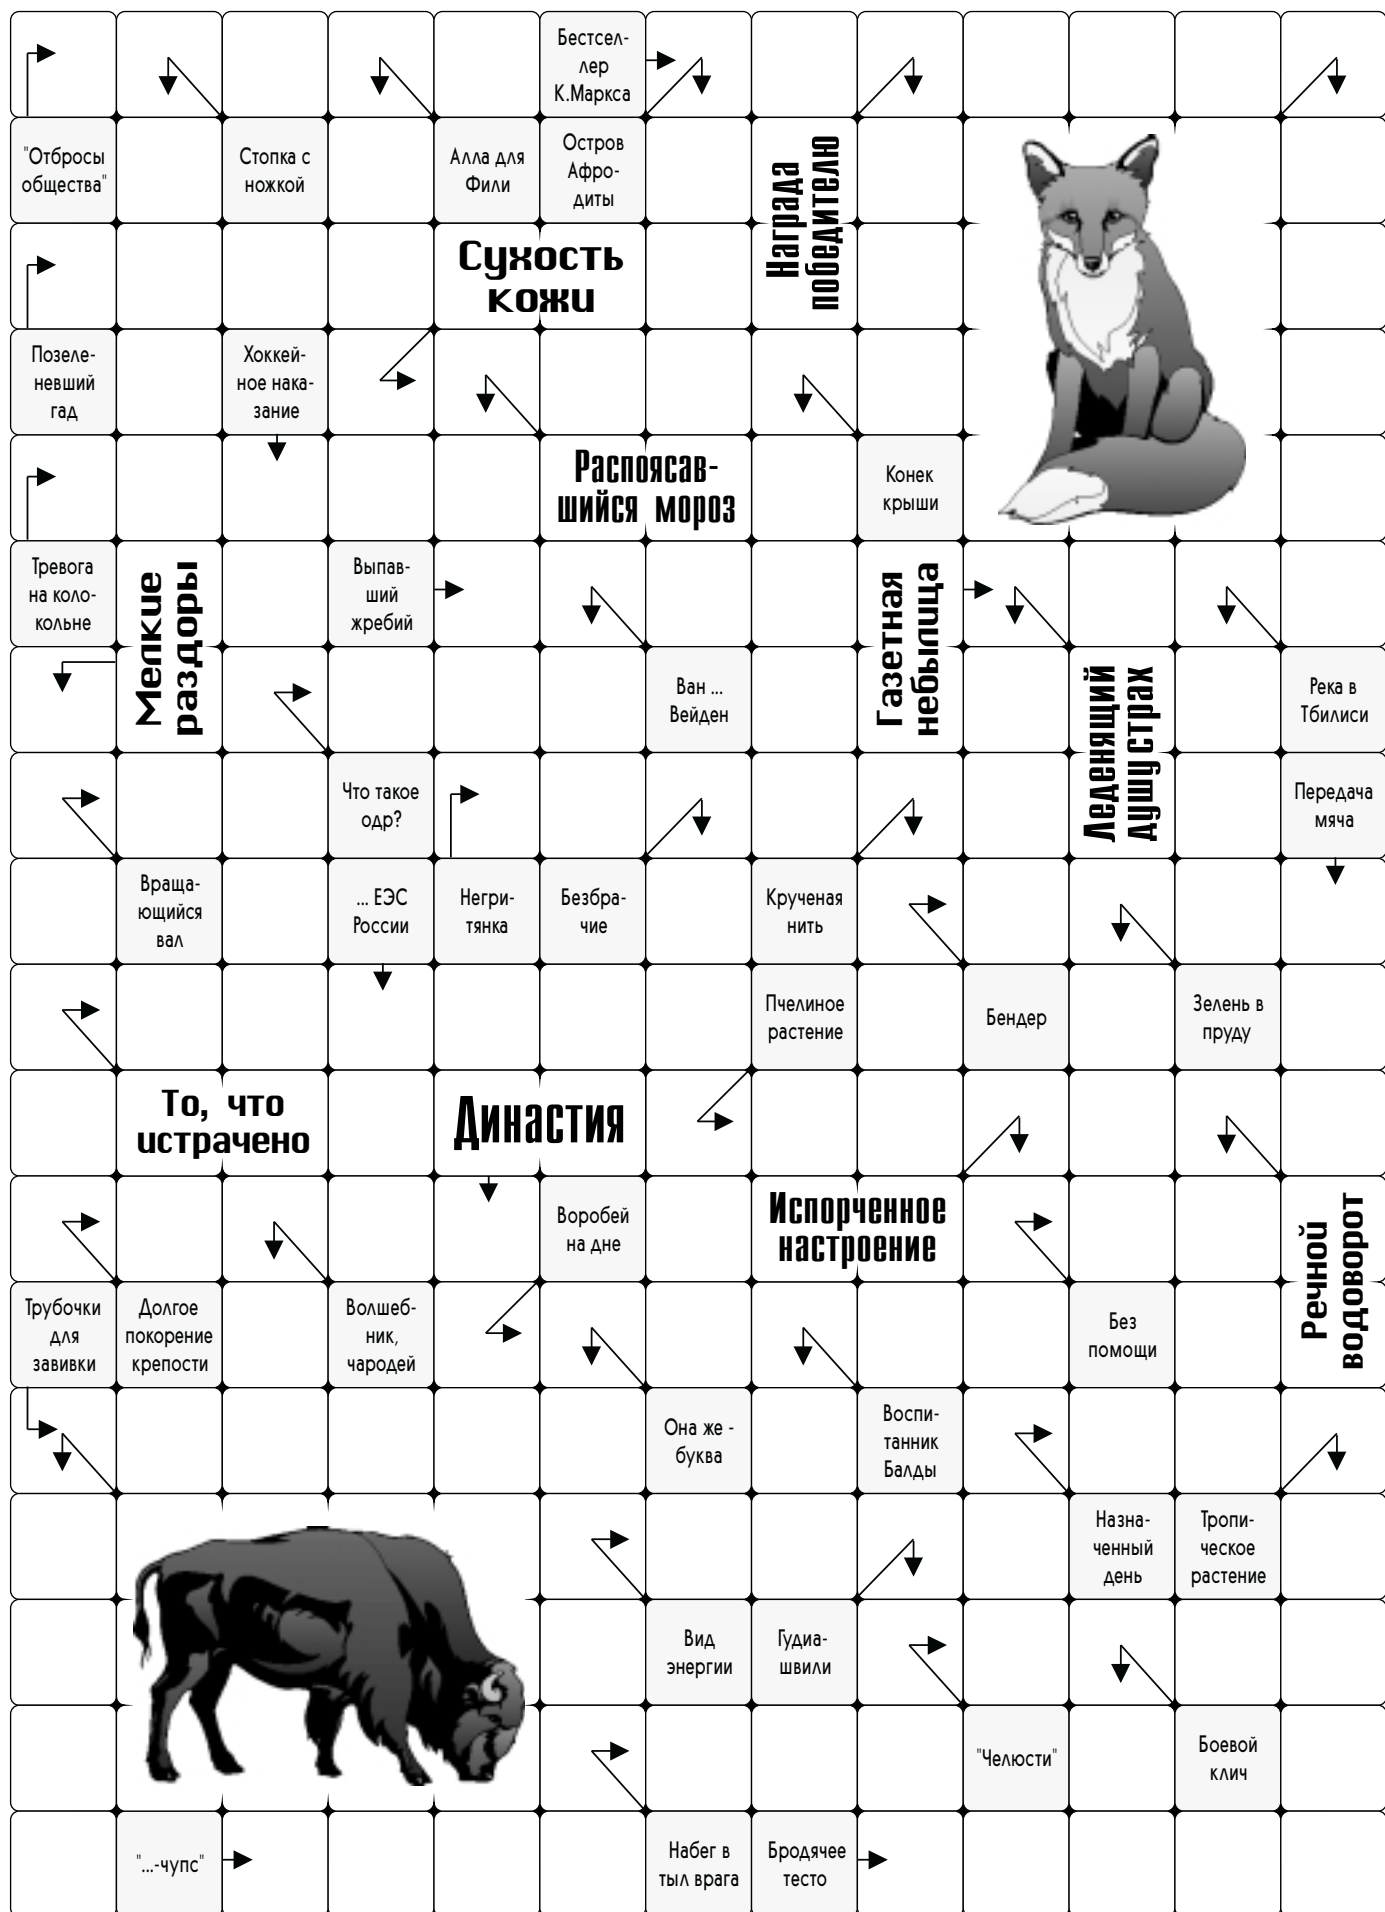 Бестсел-
лер
К.Маркса
"Отбросы
общества"
Стопка с
ножкой
Алла для
Фили
Остров
Афро-
диты
Награда
победителю
Сухость
кожи
Позеле-
невший
гад
Хоккей-
ное нака-
зание
Распоясав-
шийся мороз
Конек
крыши
Тревога
на коло-
кольне
Мелкие
раздоры
Выпав-
ший
жребий
Газетная
небылица
Ван ...
Вейден
Леденящий
душу страх
Река в
Тбилиси
Что такое
одр?
Передача
мяча
Враща-
ющийся
вал
... ЕЭС
России
Негри-
тянка
Безбра-
чие
Крученая
нить
Пчелиное
растение
Бендер
Зелень в
пруду
То, что
истрачено
Династия
Воробей
на дне
Испорченное
настроение
Речной
водоворот
Трубочки
для
завивки
Долгое
покорение
крепости
Волшеб-
ник,
чародей
Без
помощи
Она же -
буква
Воспи-
танник
Балды
Назна-
ченный
день
Тропи-
ческое
растение
Вид
энергии
Гудиа-
швили
"Челюсти"
Боевой
клич
"...-чупс"
Набег в
тыл врага
Бродячее
тесто